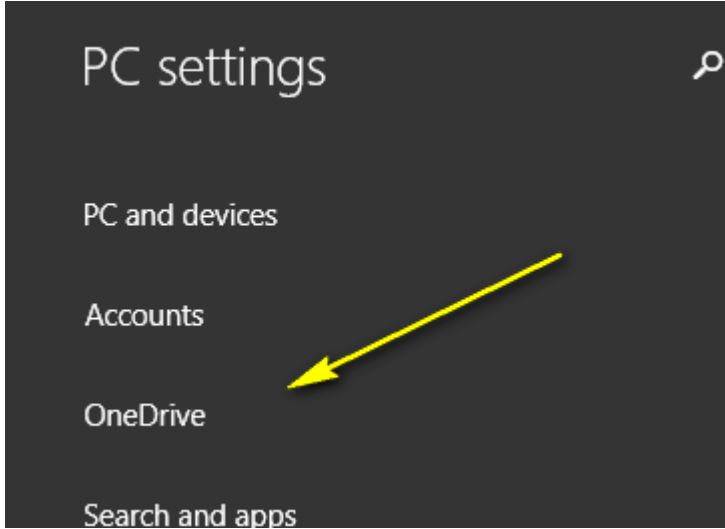 PC settings
PC and devices
Accounts
OneDrive
Search and apps